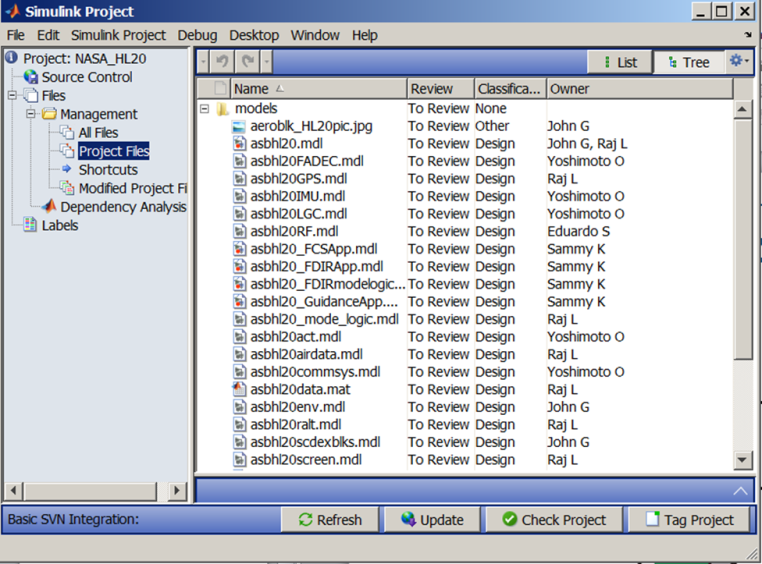 Simulink Project
File Edit Simulink Project Debug Desktop Window Help
Project: NASA_HL20
Source Control
Files
Management
All Files
Project Files
Shortcuts
Modified Project Fi
Dependency Analysis
Labels
List Tree
Name Review Classifica... Owner
models To Review None
aeroblk_HL20pic.jpg To Review Other John G
asbhl20.mdl To Review Design John G, Raj L
asbhl20FADEC.mdl To Review Design Yoshimoto O
asbhl20GPS.mdl To Review Design Raj L
asbhl20IMU.mdl To Review Design Yoshimoto O
asbhl20LGC.mdl To Review Design Yoshimoto O
asbhl20RF.mdl To Review Design Eduardo S
asbhl20_FCSApp.mdl To Review Design Sammy K
asbhl20_FDIRApp.mdl To Review Design Sammy K
asbhl20_FDIRmodelogic... To Review Design Sammy K
asbhl20_GuidanceApp.... To Review Design Sammy K
asbhl20_mode_logic.mdl To Review Design Raj L
asbhl20act.mdl To Review Design Yoshimoto O
asbhl20airdata.mdl To Review Design Raj L
asbhl20commsys.mdl To Review Design Yoshimoto O
asbhl20data.mat To Review Design Raj L
asbhl20env.mdl To Review Design John G
asbhl20ralt.mdl To Review Design Raj L
asbhl20scdexblks.mdl To Review Design John G
asbhl20screen.mdl To Review Design Raj L
Basic SVN Integration: Refresh Update Check Project Tag Project